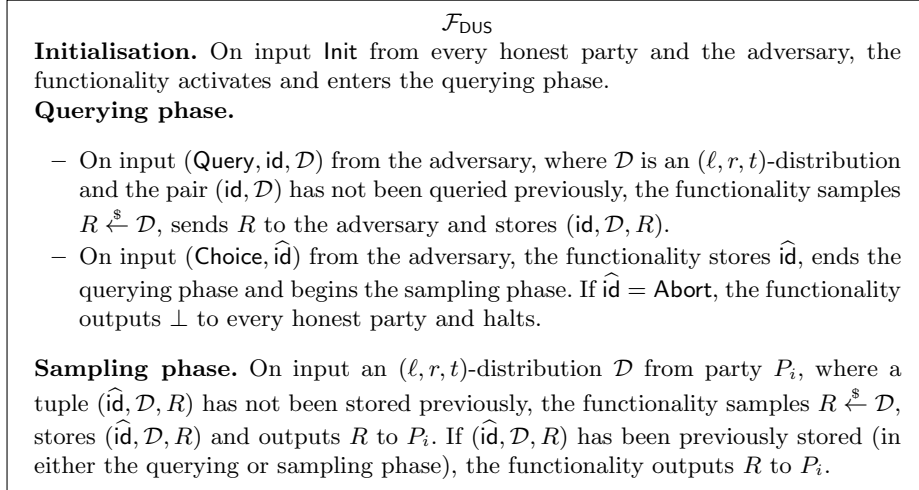 𝓕_DUS
Initialisation. On input Init from every honest party and the adversary, the
functionality activates and enters the querying phase.
Querying phase.
– On input (Query, id, 𝒟) from the adversary, where 𝒟 is an (ℓ, r, t)-distribution
and the pair (id, 𝒟) has not been queried previously, the functionality samples
R ←$ 𝒟, sends R to the adversary and stores (id, 𝒟, R).
– On input (Choice, id̂) from the adversary, the functionality stores id̂, ends the
querying phase and begins the sampling phase. If id̂ = Abort, the functionality
outputs ⊥ to every honest party and halts.
Sampling phase. On input an (ℓ, r, t)-distribution 𝒟 from party P_i, where a
tuple (id̂, 𝒟, R) has not been stored previously, the functionality samples R ←$ 𝒟,
stores (id̂, 𝒟, R) and outputs R to P_i. If (id̂, 𝒟, R) has been previously stored (in
either the querying or sampling phase), the functionality outputs R to P_i.